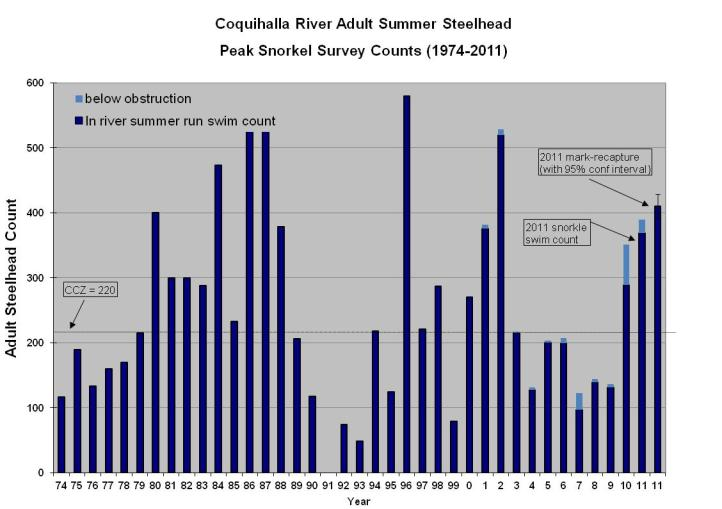 Coquihalla River Adult Summer Steelhead
Peak Snorkel Survey Counts (1974-2011)
600
500
400
300
200
100
0
Adult Steelhead Count
below obstruction
In river summer run swim count
CCZ = 220
2011 mark-recapture
(with 95% conf interval)
2011 snorkle
swim count
74 75 76 77 78 79 80 81 82 83 84 85 86 87 88 89 90 91 92 93 94 95 96 97 98 99 0 1 2 3 4 5 6 7 8 9 10 11 11
Year